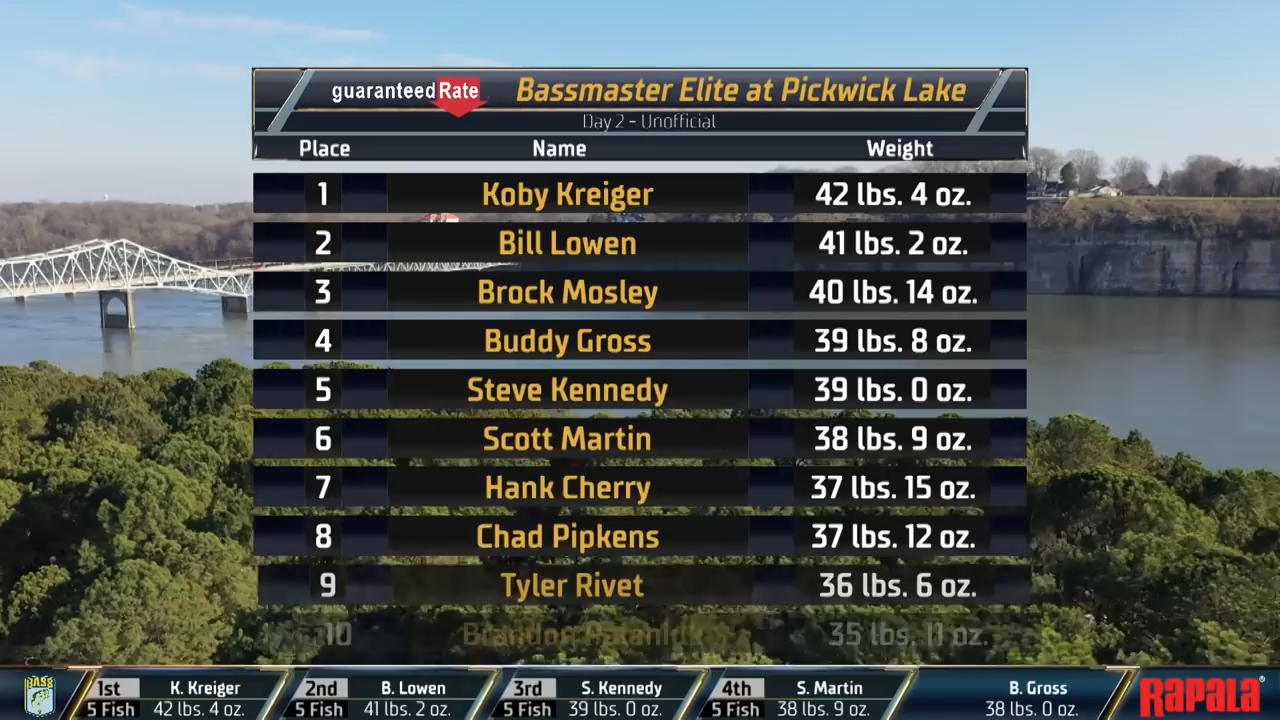 guaranteedRate
Bassmaster Elite at Pickwick Lake
Day 2 - Unofficial
Place Name Weight
1 Koby Kreiger 42 lbs. 4 oz.
2 Bill Lowen 41 lbs. 2 oz.
3 Brock Mosley 40 lbs. 14 oz.
4 Buddy Gross 39 lbs. 8 oz.
5 Steve Kennedy 39 lbs. 0 oz.
6 Scott Martin 38 lbs. 9 oz.
7 Hank Cherry 37 lbs. 15 oz.
8 Chad Pipkens 37 lbs. 12 oz.
9 Tyler Rivet 36 lbs. 6 oz.
10 Brandon 35 lbs. 11 oz.
BASS 1st K. Kreiger 2nd B. Lowen 3rd S. Kennedy 4th S. Martin B. Gross RAPALA®
5 Fish 42 lbs. 4 oz. 5 Fish 41 lbs. 2 oz. 5 Fish 39 lbs. 0 oz. 5 Fish 38 lbs. 9 oz. 38 lbs. 0 oz.